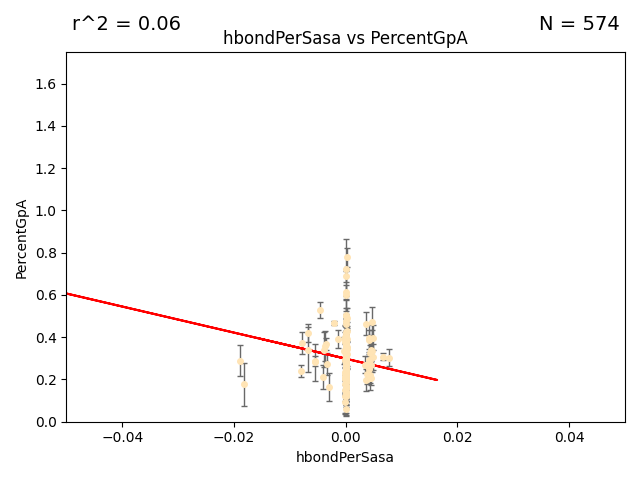 r^2 = 0.06
N = 574
hbondPerSasa vs PercentGpA
PercentGpA
1.6
1.4
1.2
1.0
0.8
0.6
0.4
0.2
0.0
−0.04
−0.02
0.00
0.02
0.04
hbondPerSasa